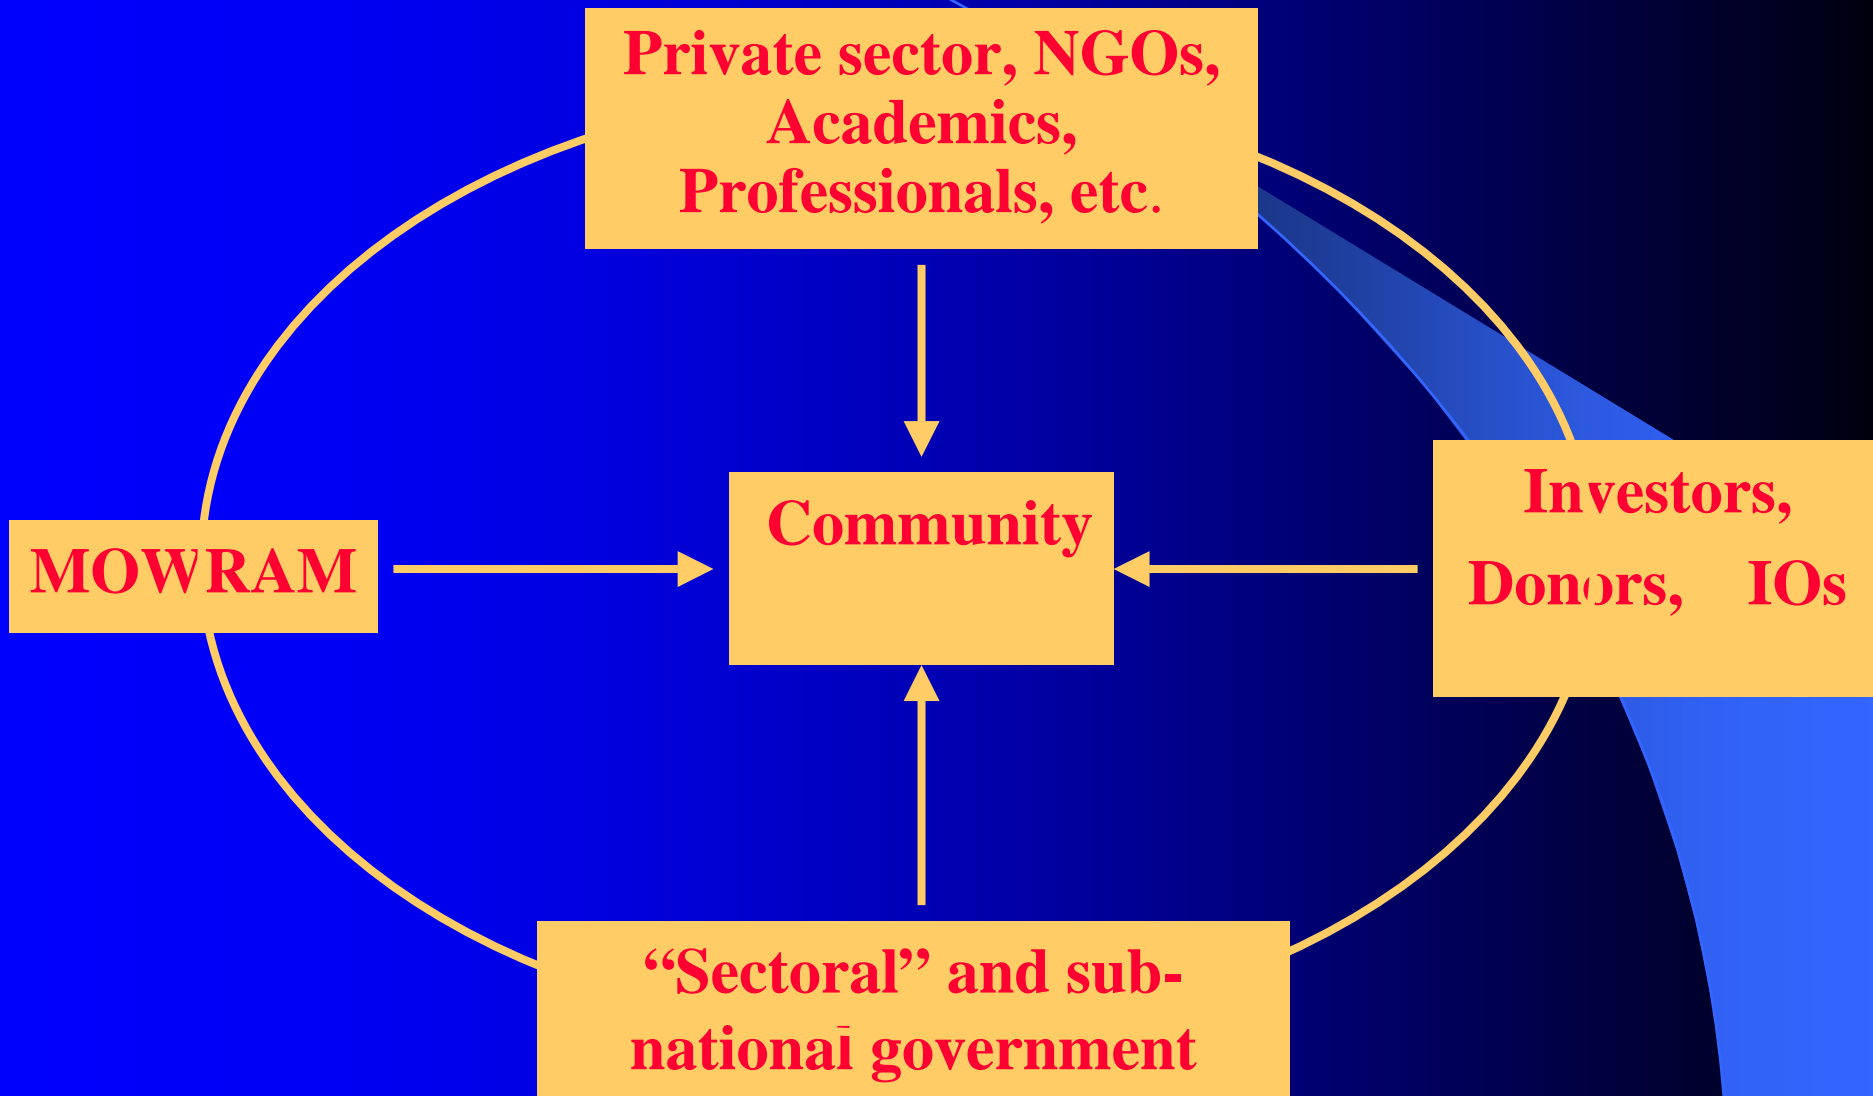 Private sector, NGOs,
Academics,
Professionals, etc.
Community
MOWRAM
Investors,
Donors, IOs
“Sectoral” and sub-
national government